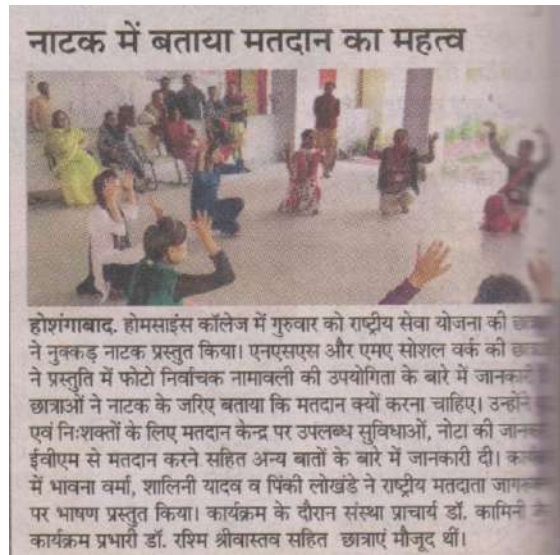 नाटक में बताया मतदान का महत्व
होशंगाबाद. होमसाइंस कॉलेज में गुरुवार को राष्ट्रीय सेवा योजना की
ने नुक्कड़ नाटक प्रस्तुत किया। एनएसएस और एमए सोशल वर्क की
ने प्रस्तुति में फोटो निर्वाचक नामावली की उपयोगिता के बारे में जानकारी
छात्राओं ने नाटक के जरिए बताया कि मतदान क्यों करना चाहिए। उन्होंने
एवं निःशक्तों के लिए मतदान केन्द्र पर उपलब्ध सुविधाओं, नोटा की
ईवीएम से मतदान करने सहित अन्य बातों के बारे में जानकारी दी।
में भावना वर्मा, शालिनी यादव व पिंकी लोखंडे ने राष्ट्रीय मतदाता
पर भाषण प्रस्तुत किया। कार्यक्रम के दौरान संस्था प्राचार्य डॉ. कामिनी
कार्यक्रम प्रभारी डॉ. रश्मि श्रीवास्तव सहित छात्राएं मौजूद थीं।